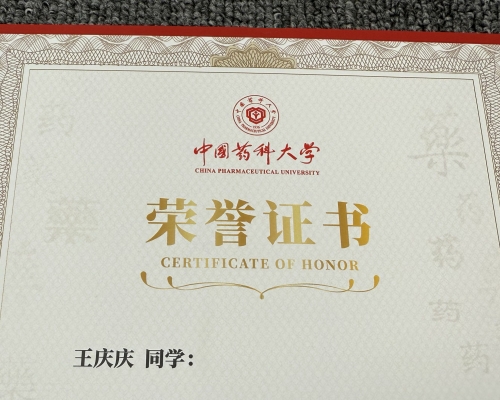 中国药科大学
CHINA PHARMACEUTICAL UNIVERSITY
荣誉证书
CERTIFICATE OF HONOR
王庆庆 同学: